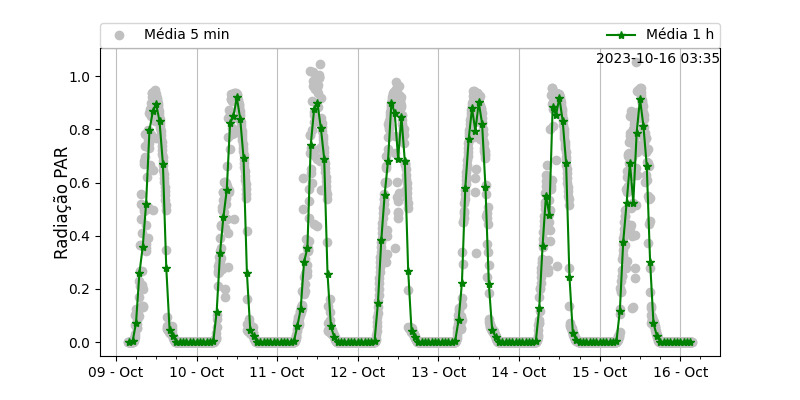 Média 5 min
Média 1 h
2023-10-16 03:35
Radiação PAR
1.0
0.8
0.6
0.4
0.2
0.0
09 - Oct
10 - Oct
11 - Oct
12 - Oct
13 - Oct
14 - Oct
15 - Oct
16 - Oct